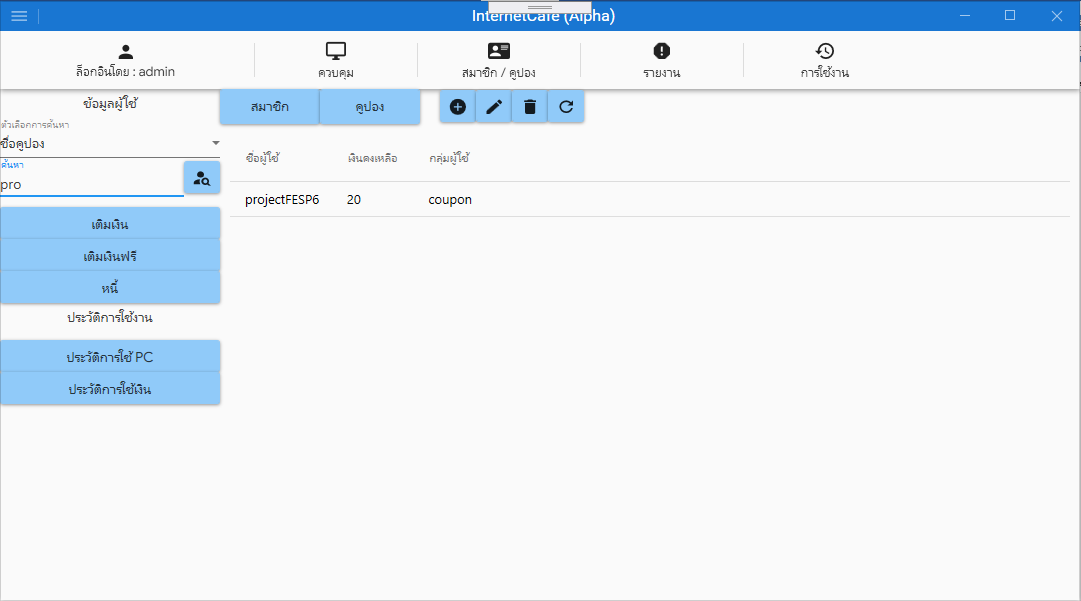 InternetCafe (Alpha)
ล็อกอินโดย : admin
ควบคุม
สมาชิก / คูปอง
รายงาน
การใช้งาน
ข้อมูลผู้ใช้
ตัวเลือกการค้นหา
ชื่อคูปอง
ค้นหา
pro
เติมเงิน
เติมเงินฟรี
หนี้
ประวัติการใช้งาน
ประวัติการใช้ PC
ประวัติการใช้เงิน
สมาชิก คูปอง
ชื่อผู้ใช้ เงินคงเหลือ กลุ่มผู้ใช้
projectFESP6 20 coupon